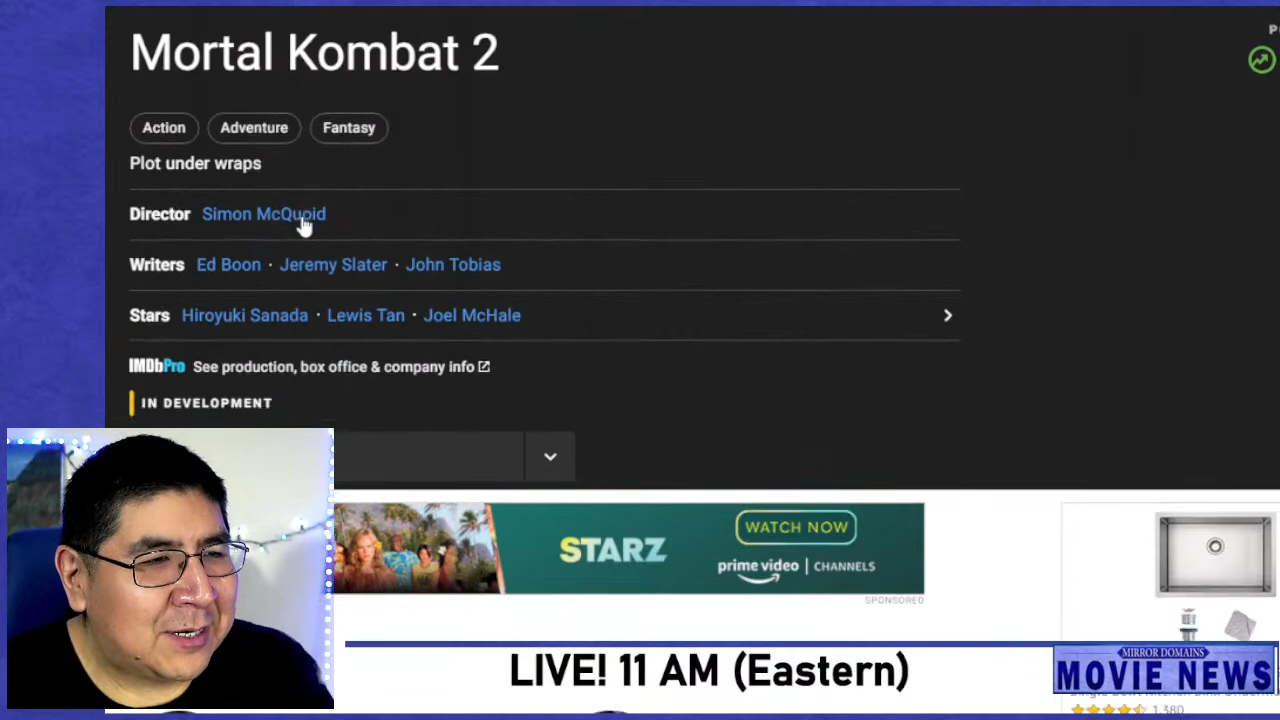 Mortal Kombat 2
Action Adventure Fantasy
Plot under wraps
Director Simon McQuoid
Writers Ed Boon · Jeremy Slater · John Tobias
Stars Hiroyuki Sanada · Lewis Tan · Joel McHale
IMDbPro See production, box office & company info
IN DEVELOPMENT
STARZ
WATCH NOW
prime video | CHANNELS
SPONSORED
LIVE! 11 AM (Eastern)
MIRROR DOMAINS
MOVIE NEWS
1,380